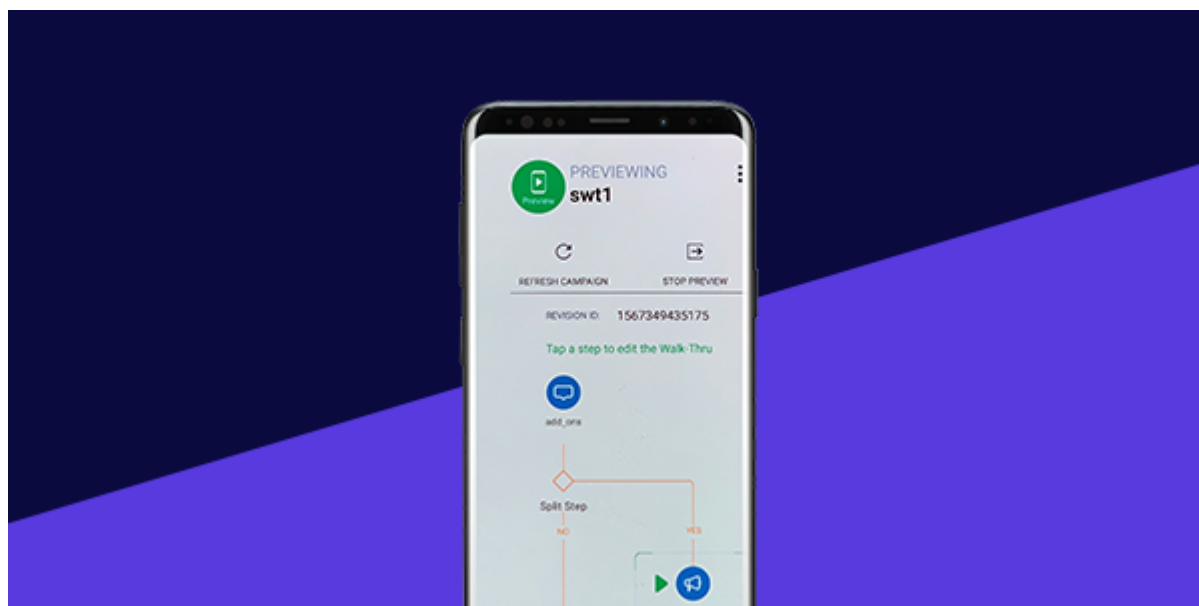 PREVIEWING
Preview
swt1
REFRESH CAMPAIGN
STOP PREVIEW
REVISION ID: 1567349435175
Tap a step to edit the Walk-Thru
add_ons
Split Step
NO
YES